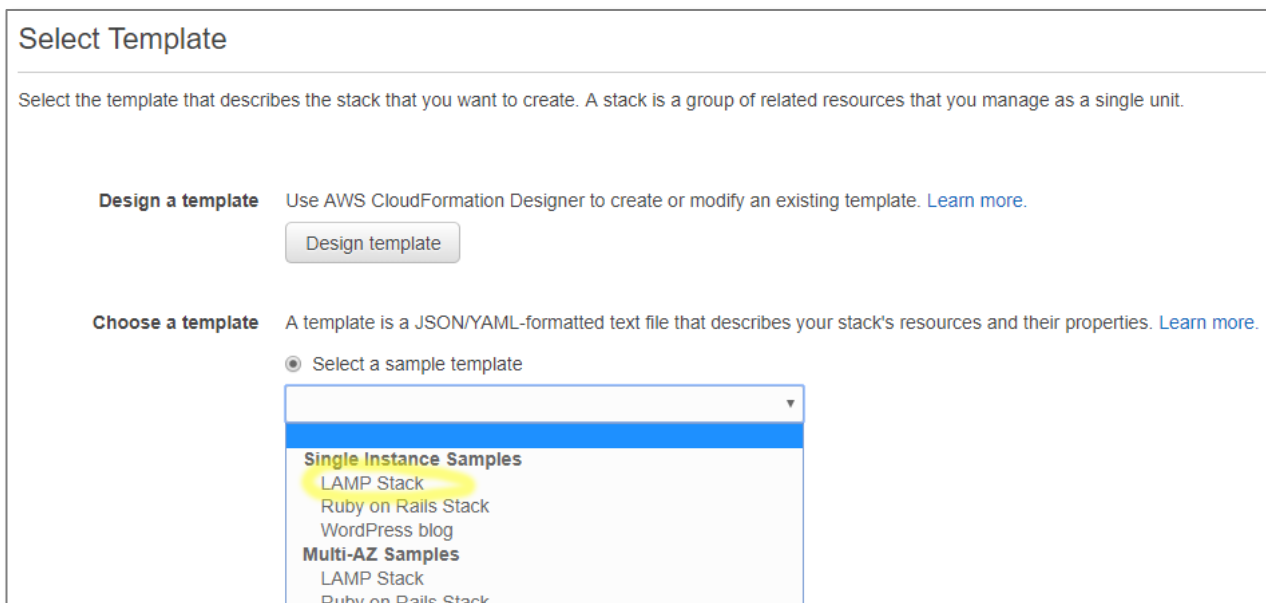 Select Template
Select the template that describes the stack that you want to create. A stack is a group of related resources that you manage as a single unit.
Design a template Use AWS CloudFormation Designer to create or modify an existing template. Learn more.
Design template
Choose a template A template is a JSON/YAML-formatted text file that describes your stack's resources and their properties. Learn more.
Select a sample template
Single Instance Samples
LAMP Stack
Ruby on Rails Stack
WordPress blog
Multi-AZ Samples
LAMP Stack
Ruby on Rails Stack